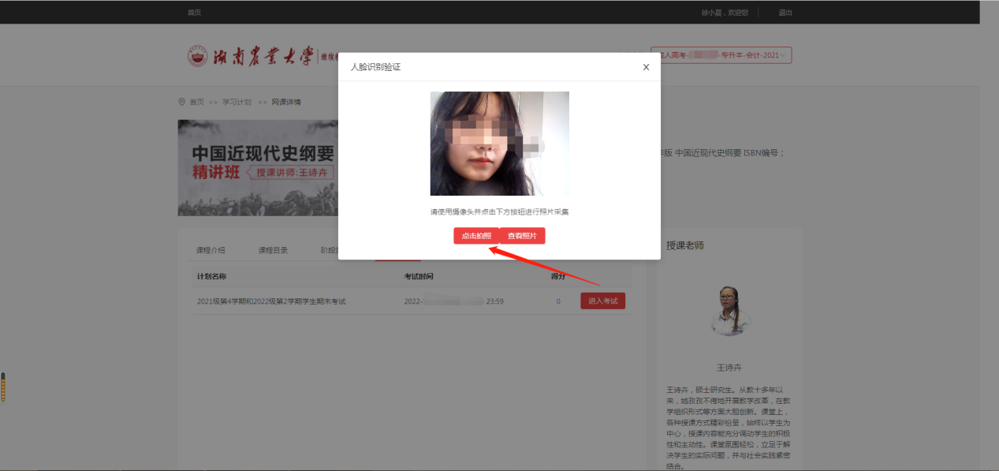 首页
徐小晨，欢迎您
退出
湖南农业大学
人脸识别验证
X
成人高考-
-专升本-会计-2021
首页 >> 学习计划 >> 网课详情
中国近现代史纲要
精讲班
授课讲师:王诗卉
年版 中国近现代史纲要 ISBN编号；
请使用摄像头并点击下方按钮进行照片采集
点击拍照
查看照片
课程介绍
课程目录
阶段
计划名称
考试时间
得分
2021级第4学期和2022级第2学期学生期末考试
2022-
23:59
0
进入考试
授课老师
王诗卉
王诗卉，硕士研究生。从教十多年以
来，她孜孜不倦地开展教学改革，在教
学组织形式等方面大胆创新。课堂上，
各种授课方式精彩纷呈，始终以学生为
中心，授课内容能充分调动学生的积极
性和主动性。课堂氛围轻松，立足于解
决学生的实际问题，并与社会实践紧密
结合。